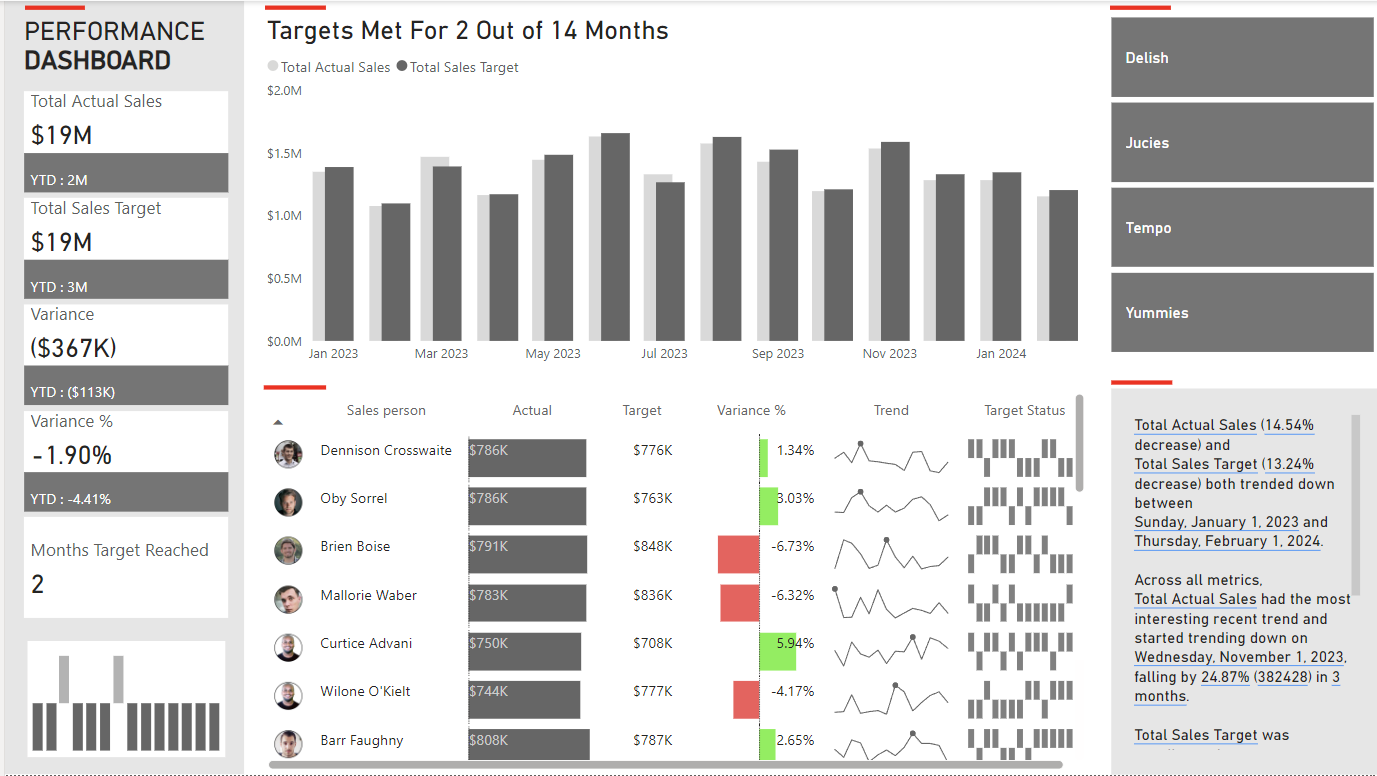 PERFORMANCE
DASHBOARD
Total Actual Sales
$19M
YTD : 2M
Total Sales Target
$19M
YTD : 3M
Variance
($367K)
YTD : ($113K)
Variance %
-1.90%
YTD : -4.41%
Months Target Reached
2
Targets Met For 2 Out of 14 Months
Total Actual Sales Total Sales Target
$2.0M
$1.5M
$1.0M
$0.5M
$0.0M
Jan 2023 Mar 2023 May 2023 Jul 2023 Sep 2023 Nov 2023 Jan 2024
Sales person Actual Target Variance % Trend Target Status
Dennison Crosswaite $786K $776K 1.34%
Oby Sorrel $786K $763K 3.03%
Brien Boise $791K $848K -6.73%
Mallorie Waber $783K $836K -6.32%
Curtice Advani $750K $708K 5.94%
Wilone O'Kielt $744K $777K -4.17%
Barr Faughny $808K $787K 2.65%
Delish
Jucies
Tempo
Yummies
Total Actual Sales (14.54%
decrease) and
Total Sales Target (13.24%
decrease) both trended down
between
Sunday, January 1, 2023 and
Thursday, February 1, 2024.
Across all metrics,
Total Actual Sales had the most
interesting recent trend and
started trending down on
Wednesday, November 1, 2023,
falling by 24.87% (382428) in 3
months.
Total Sales Target was